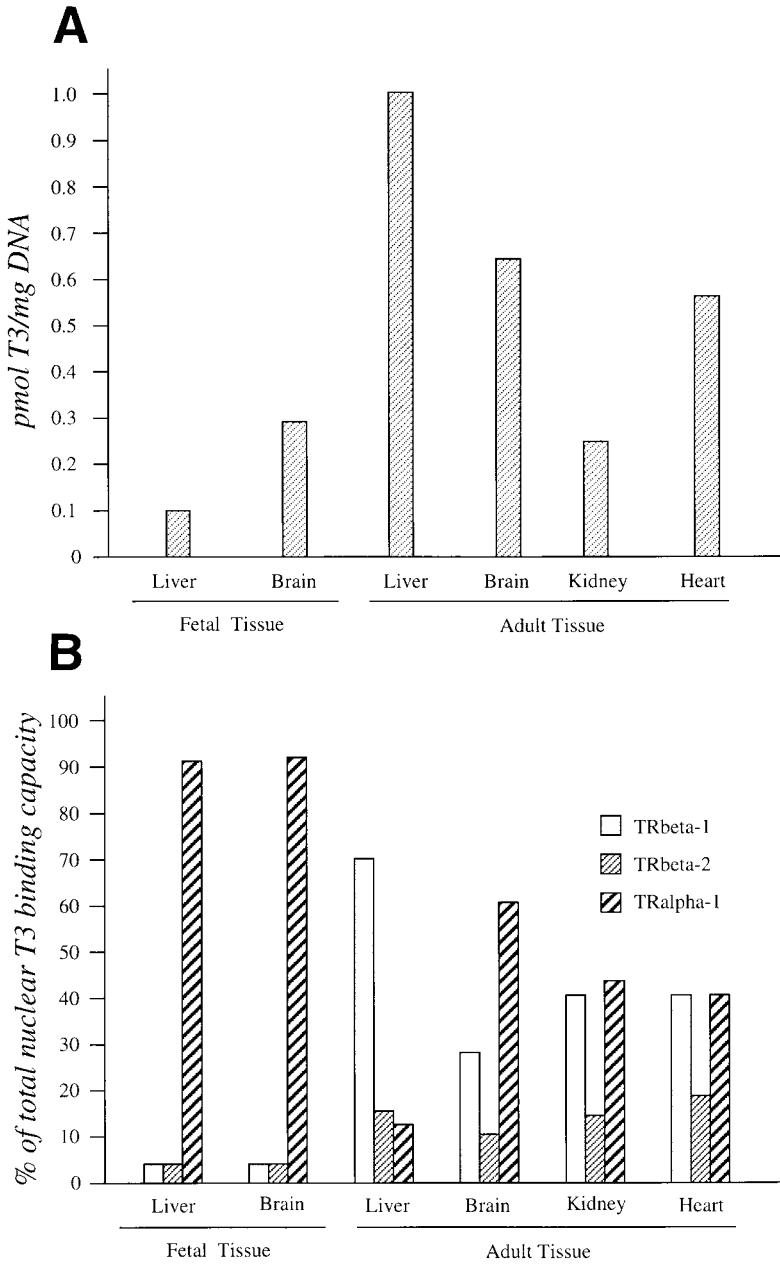 A
pmol T3/mg DNA
1.0
0.9
0.8
0.7
0.6
0.5
0.4
0.3
0.2
0.1
0
Liver Brain Liver Brain Kidney Heart
Fetal Tissue Adult Tissue
B
% of total nuclear T3 binding capacity
100
90
80
70
60
50
40
30
20
10
0
TRbeta-1
TRbeta-2
TRalpha-1
Liver Brain Liver Brain Kidney Heart
Fetal Tissue Adult Tissue